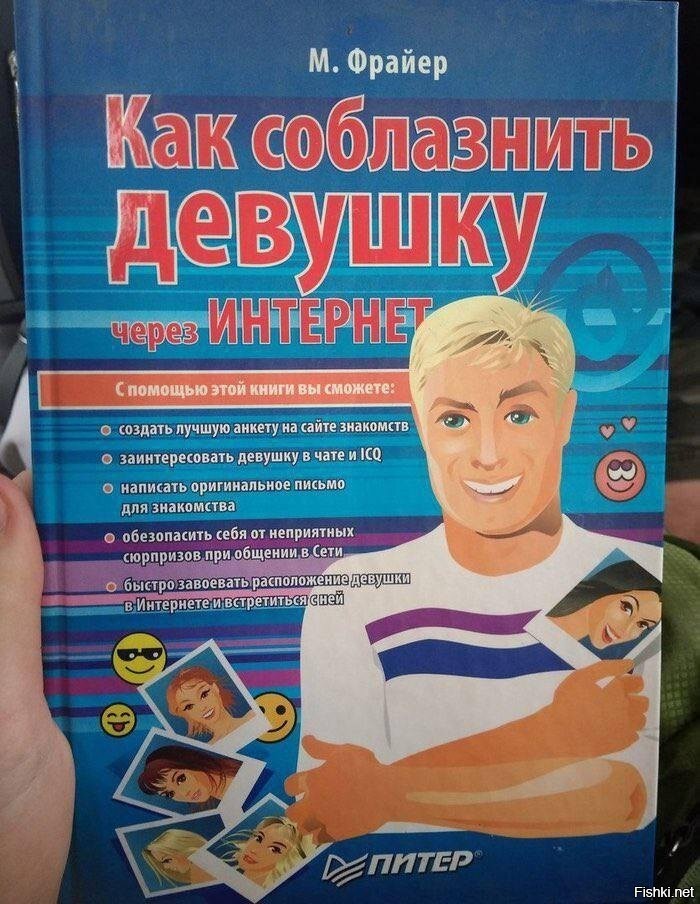 М. Фрайер
Как соблазнить
девушку
через ИНТЕРНЕТ
С помощью этой книги вы сможете:
создать лучшую анкету на сайте знакомств
заинтересовать девушку в чате и ICQ
написать оригинальное письмо
для знакомства
обезопасить себя от неприятных
сюрпризов при общении в Сети
быстро завоевать расположение девушки
в Интернете и встретиться с ней
ПИТЕР®
Fishki.net